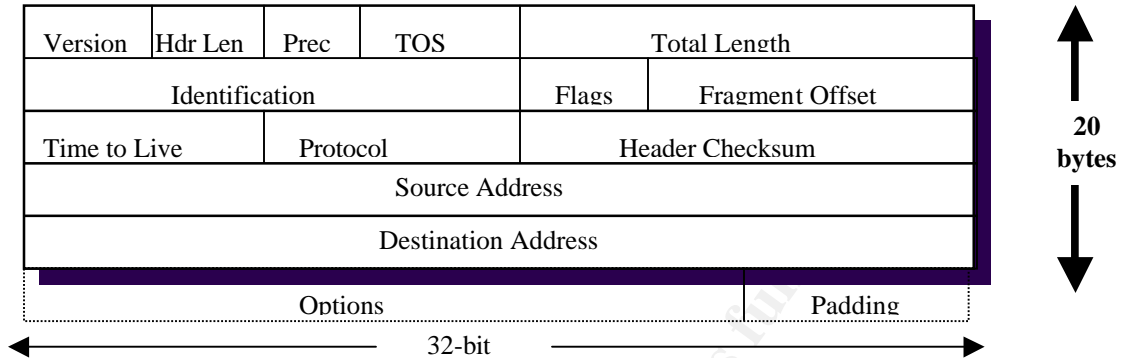 Version Hdr Len Prec TOS Total Length
Identification Flags Fragment Offset
Time to Live Protocol Header Checksum
20
bytes
Source Address
Destination Address
Options Padding
32-bit